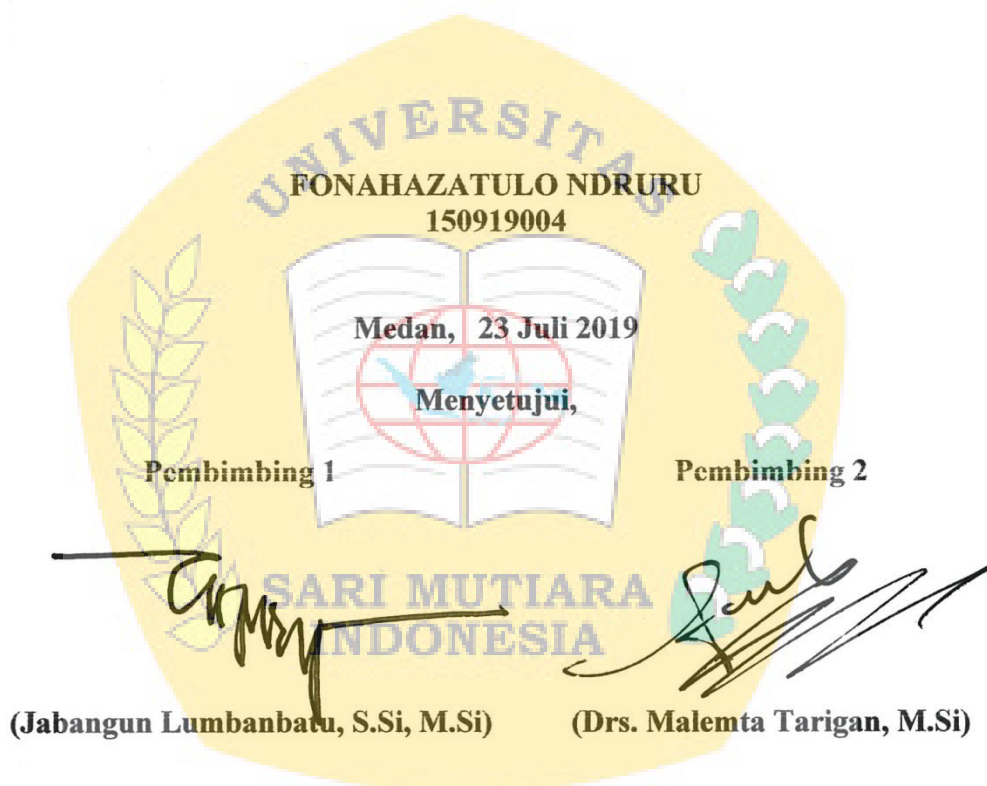 UNIVERSITAS
FONAHAZATULO NDRURU
150919004
Medan, 23 Juli 2019
Menyetujui,
Pembimbing 1 Pembimbing 2
SARI MUTIARA
INDONESIA
(Jabangun Lumbanbatu, S.Si, M.Si) (Drs. Malemta Tarigan, M.Si)